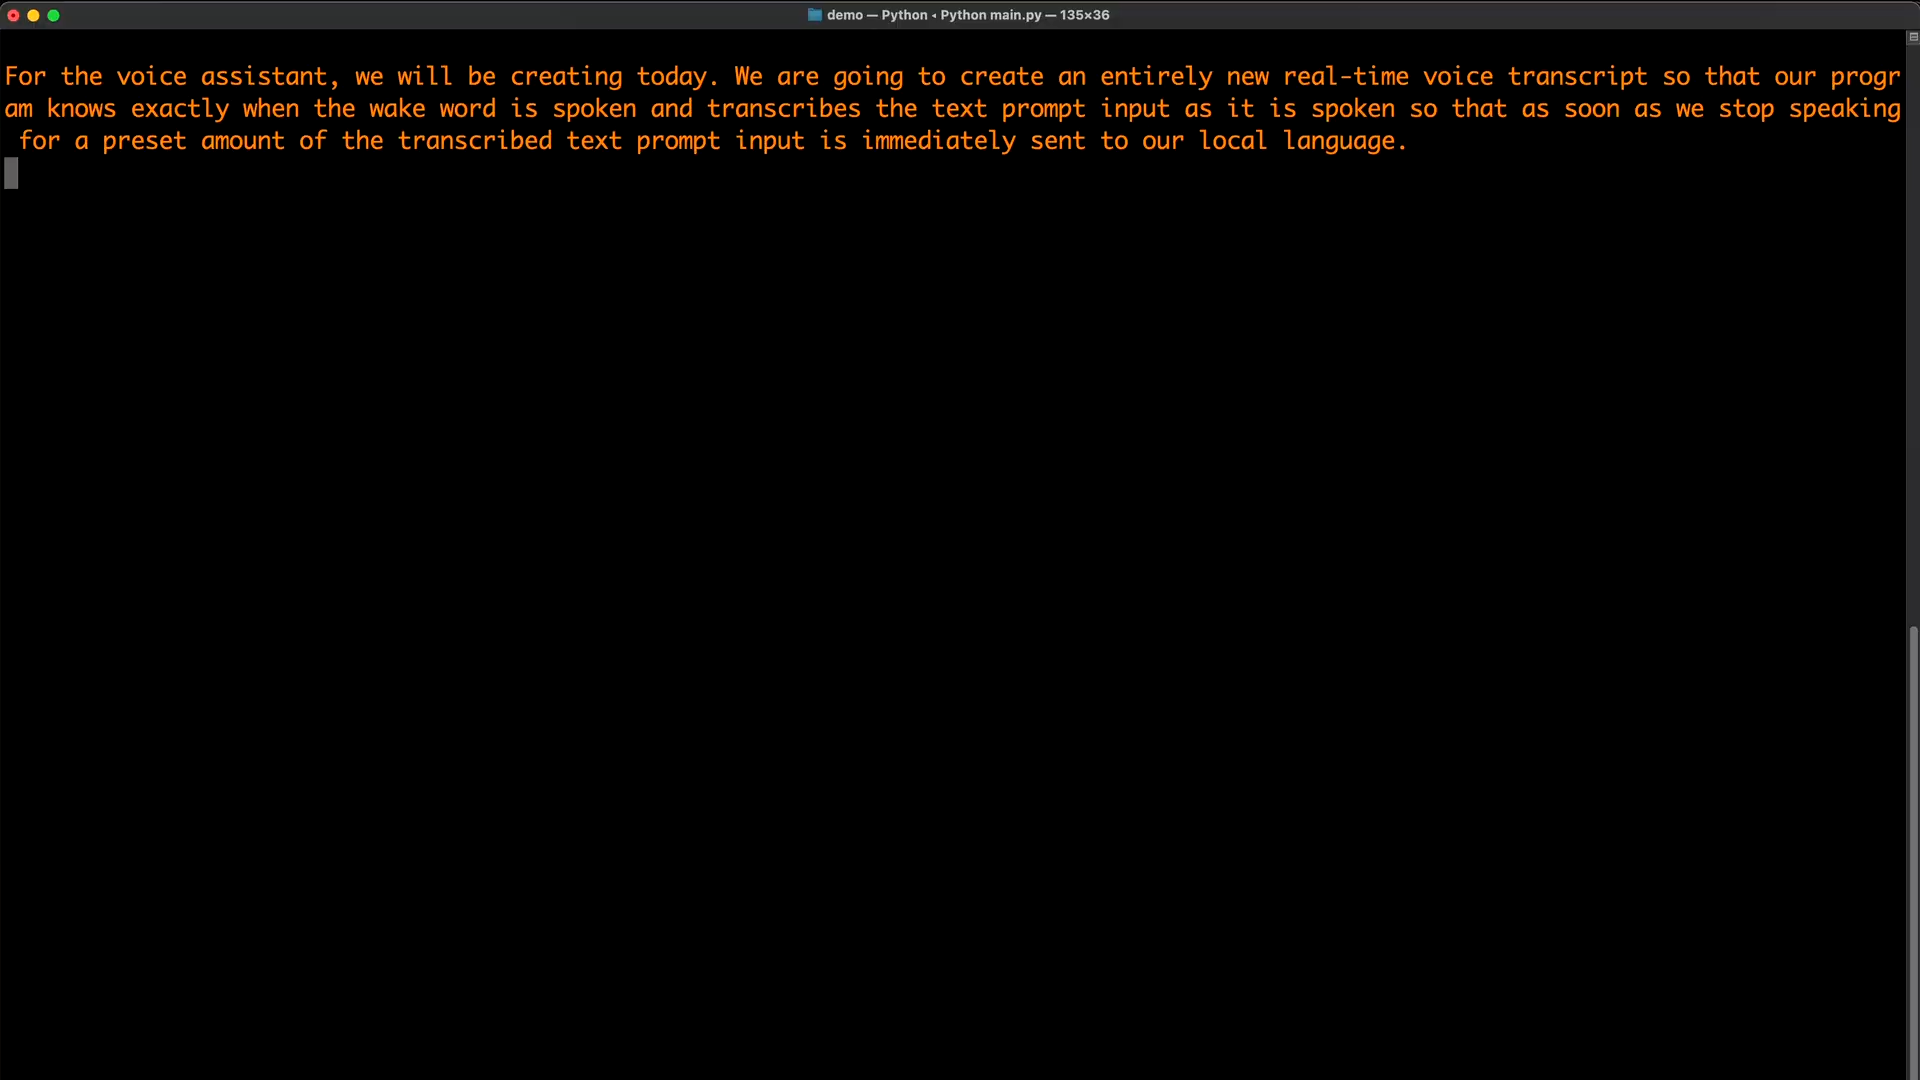 demo — Python ◂ Python main.py — 135×36
For the voice assistant, we will be creating today. We are going to create an entirely new real-time voice transcript so that our progr
am knows exactly when the wake word is spoken and transcribes the text prompt input as it is spoken so that as soon as we stop speaking
for a preset amount of the transcribed text prompt input is immediately sent to our local language.